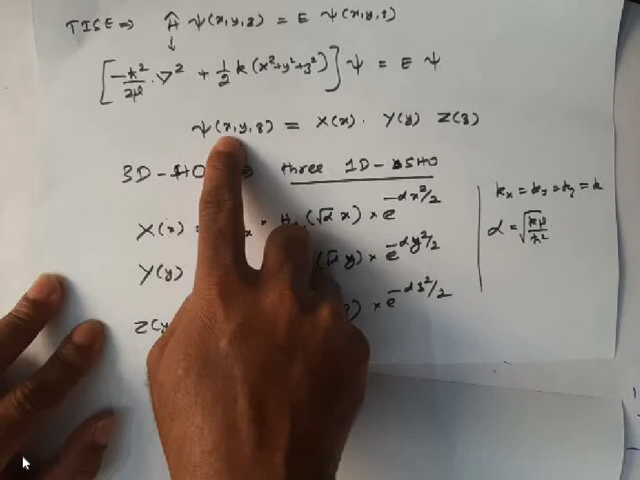 TISE ⇒ Ĥ ψ(x,y,z) = E ψ(x,y,z)
↓
[-ℏ²/2μ · ∇² + 1/2 k(x²+y²+z²)] ψ = E ψ
ψ(x,y,z) = X(x) · Y(y) Z(z)
3D-HO three 1D-SHO
kx = ky = kz = k
X(x) = (√α x) × e^-αx²/2
α = √(kμ/ℏ²)
Y(y) (√α y) × e^-αy²/2
Z( ) × e^-αz²/2